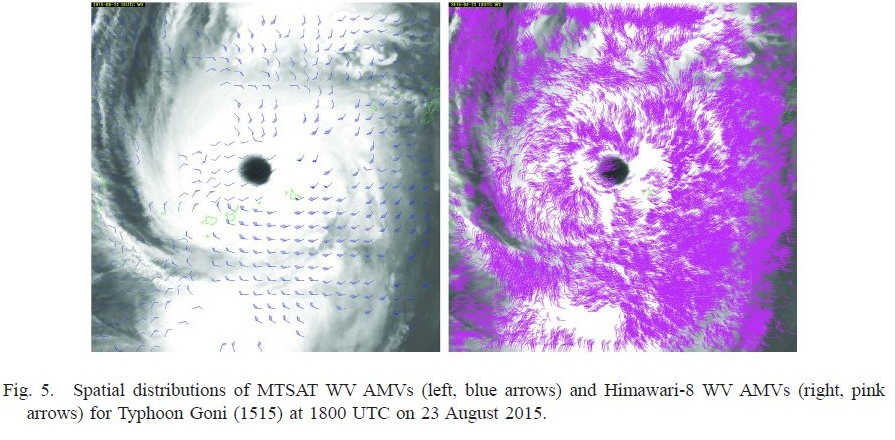 Fig. 5. Spatial distributions of MTSAT WV AMVs (left, blue arrows) and Himawari-8 WV AMVs (right, pink
arrows) for Typhoon Goni (1515) at 1800 UTC on 23 August 2015.